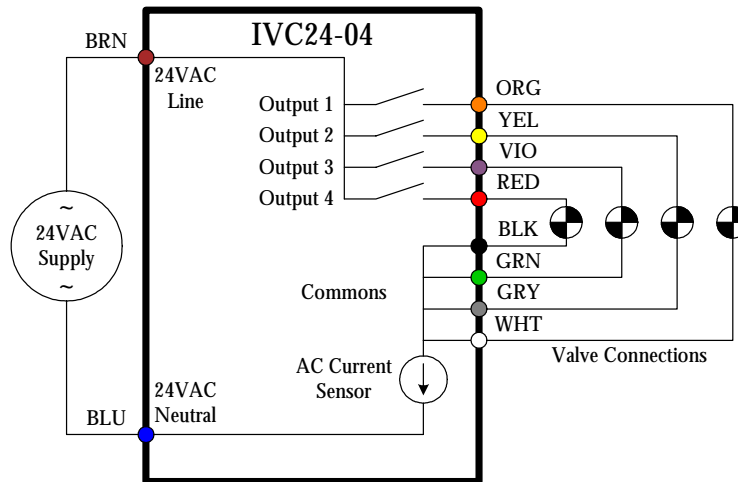 IVC24-04
BRN
24VAC
Line
ORG
Output 1
YEL
Output 2
VIO
Output 3
RED
Output 4
~
24VAC
Supply
~
BLK
GRN
Commons
GRY
WHT
Valve Connections
AC Current
Sensor
24VAC
Neutral
BLU